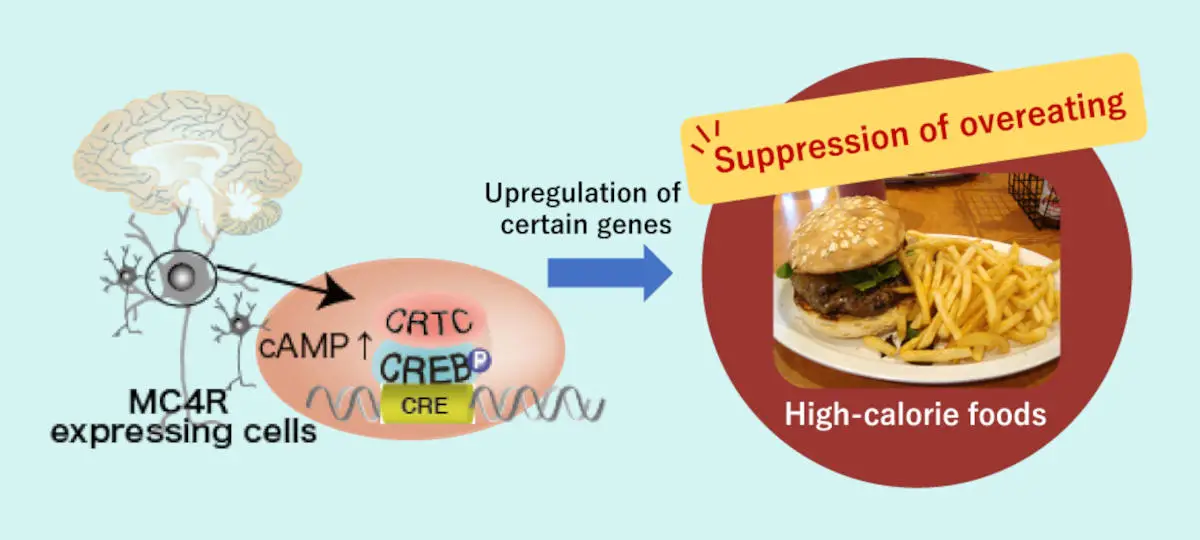 MC4R
expressing cells
cAMP↑
CRTC
CREB
P
CRE
Upregulation of
certain genes
Suppression of overeating
High-calorie foods